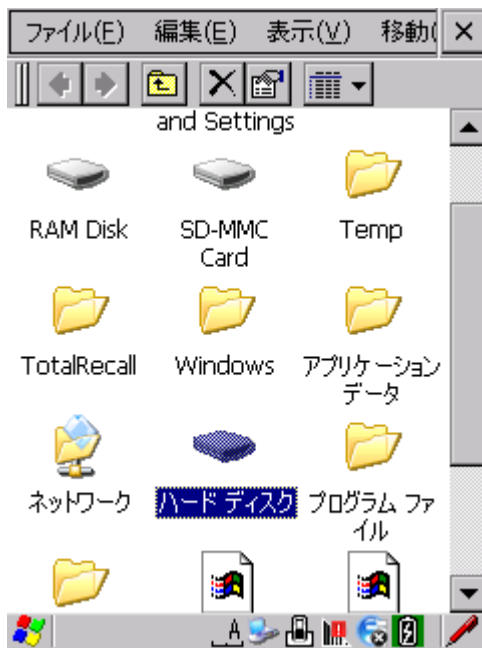 ファイル(F) 編集(E) 表示(V) 移動(
and Settings
RAM Disk SD-MMC Card Temp
TotalRecall Windows アプリケーション データ
ネットワーク ハード ディスク プログラム ファイル
A